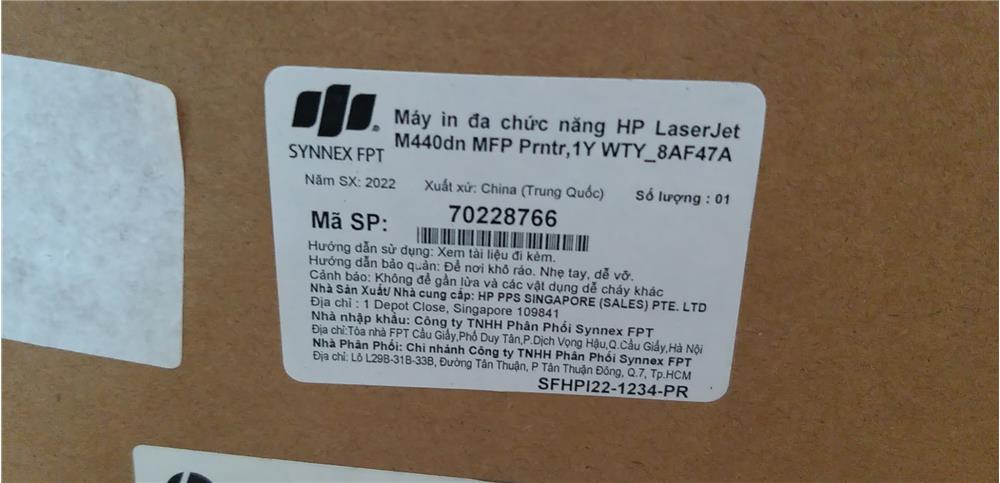 SYNNEX FPT
Máy in đa chức năng HP LaserJet
M440dn MFP Prntr,1Y WTY_8AF47A
Năm SX: 2022 Xuất xứ: China (Trung Quốc) Số lượng : 01
Mã SP: 70228766
Hướng dẫn sử dụng: Xem tài liệu đi kèm.
Hướng dẫn bảo quản: Để nơi khô ráo. Nhẹ tay, dễ vỡ.
Cảnh báo: Không để gần lửa và các vật dụng dễ cháy khác
Nhà Sản Xuất/ Nhà cung cấp: HP PPS SINGAPORE (SALES) PTE. LTD
Địa chỉ : 1 Depot Close, Singapore 109841
Nhà nhập khẩu: Công ty TNHH Phân Phối Synnex FPT
Địa chỉ:Tòa nhà FPT Cầu Giấy,Phố Duy Tân,P.Dịch Vọng Hậu,Q.Cầu Giấy,Hà Nội
Nhà Phân Phối: Chi nhánh Công ty TNHH Phân Phối Synnex FPT
Địa chỉ: Lô L29B-31B-33B, Đường Tân Thuận, P Tân Thuận Đông, Q.7, Tp.HCM
SFHPI22-1234-PR